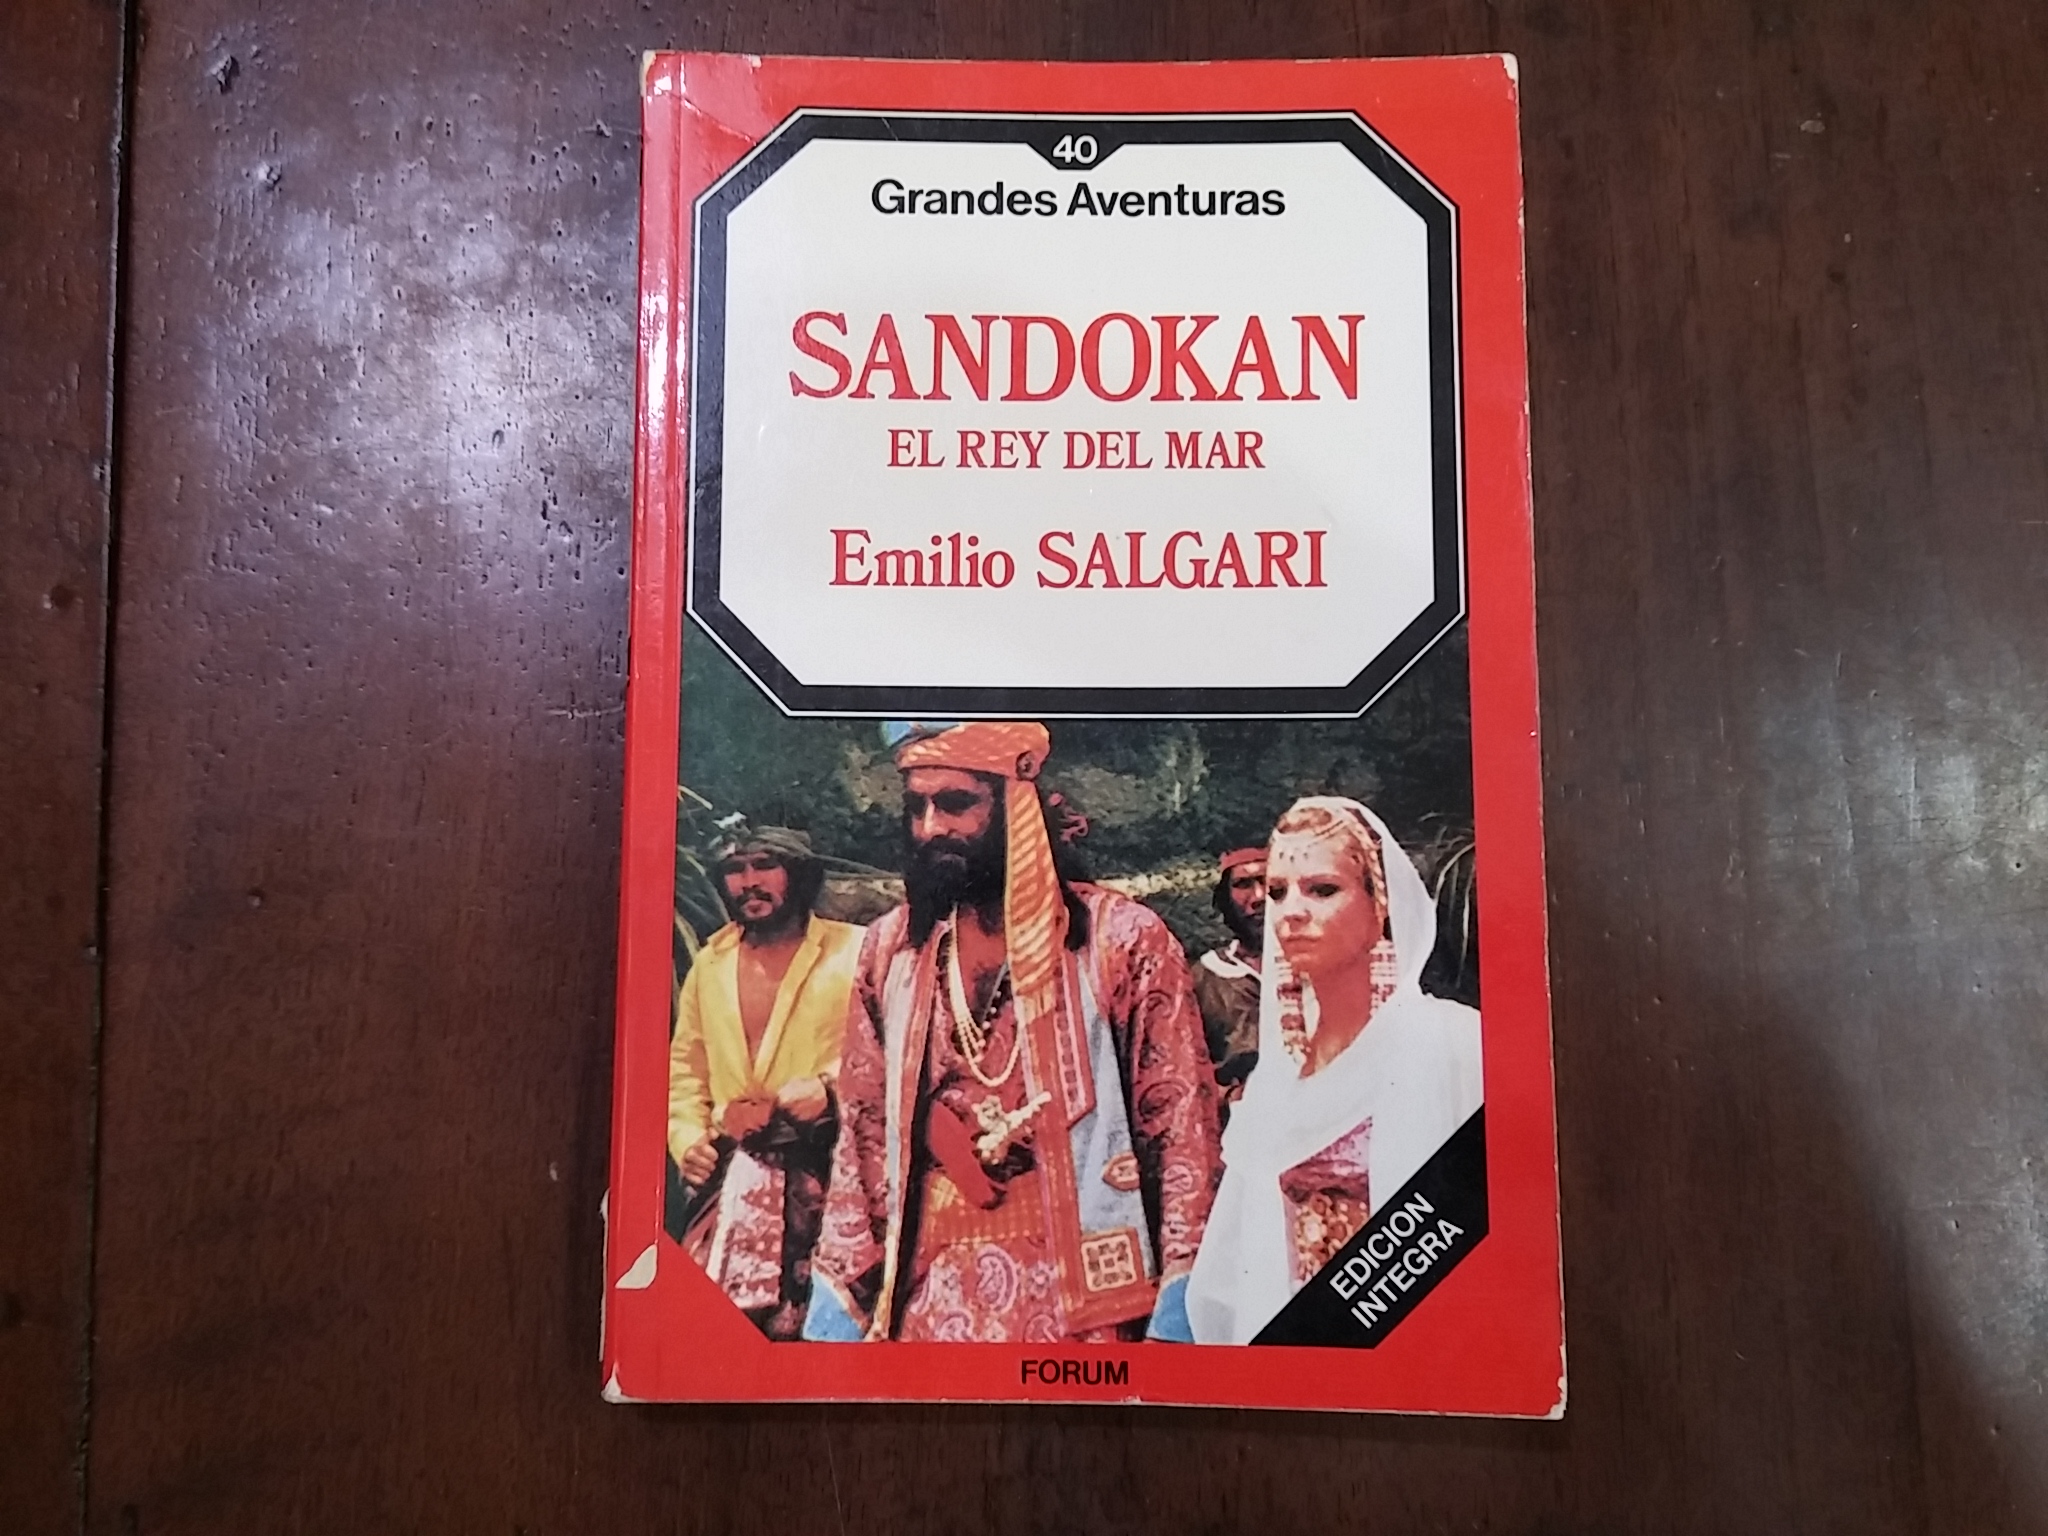 40
Grandes Aventuras
SANDOKAN
EL REY DEL MAR
Emilio SALGARI
EDICION
INTEGRA
FORUM